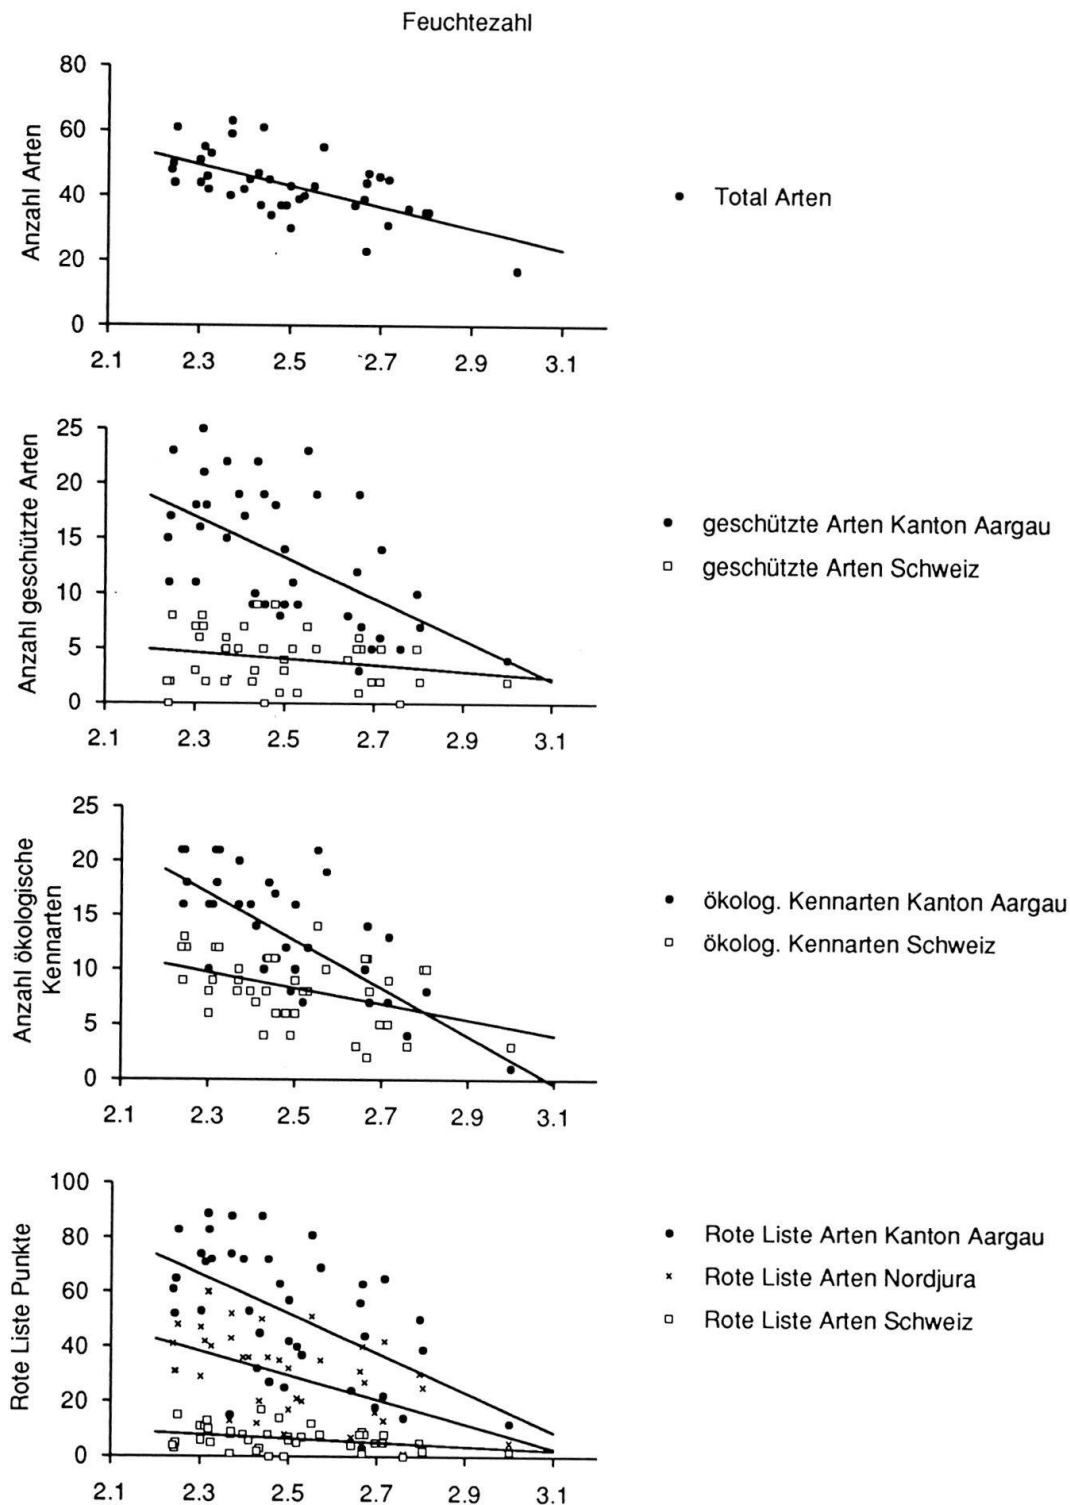 Feuchtezahl
Anzahl Arten
80
60
40
20
0
2.1 2.3 2.5 2.7 2.9 3.1
Total Arten
Anzahl geschützte Arten
25
20
15
10
5
0
2.1 2.3 2.5 2.7 2.9 3.1
geschützte Arten Kanton Aargau
geschützte Arten Schweiz
Anzahl ökologische
Kennarten
25
20
15
10
5
0
2.1 2.3 2.5 2.7 2.9 3.1
ökolog. Kennarten Kanton Aargau
ökolog. Kennarten Schweiz
Rote Liste Punkte
100
80
60
40
20
0
2.1 2.3 2.5 2.7 2.9 3.1
Rote Liste Arten Kanton Aargau
Rote Liste Arten Nordjura
Rote Liste Arten Schweiz